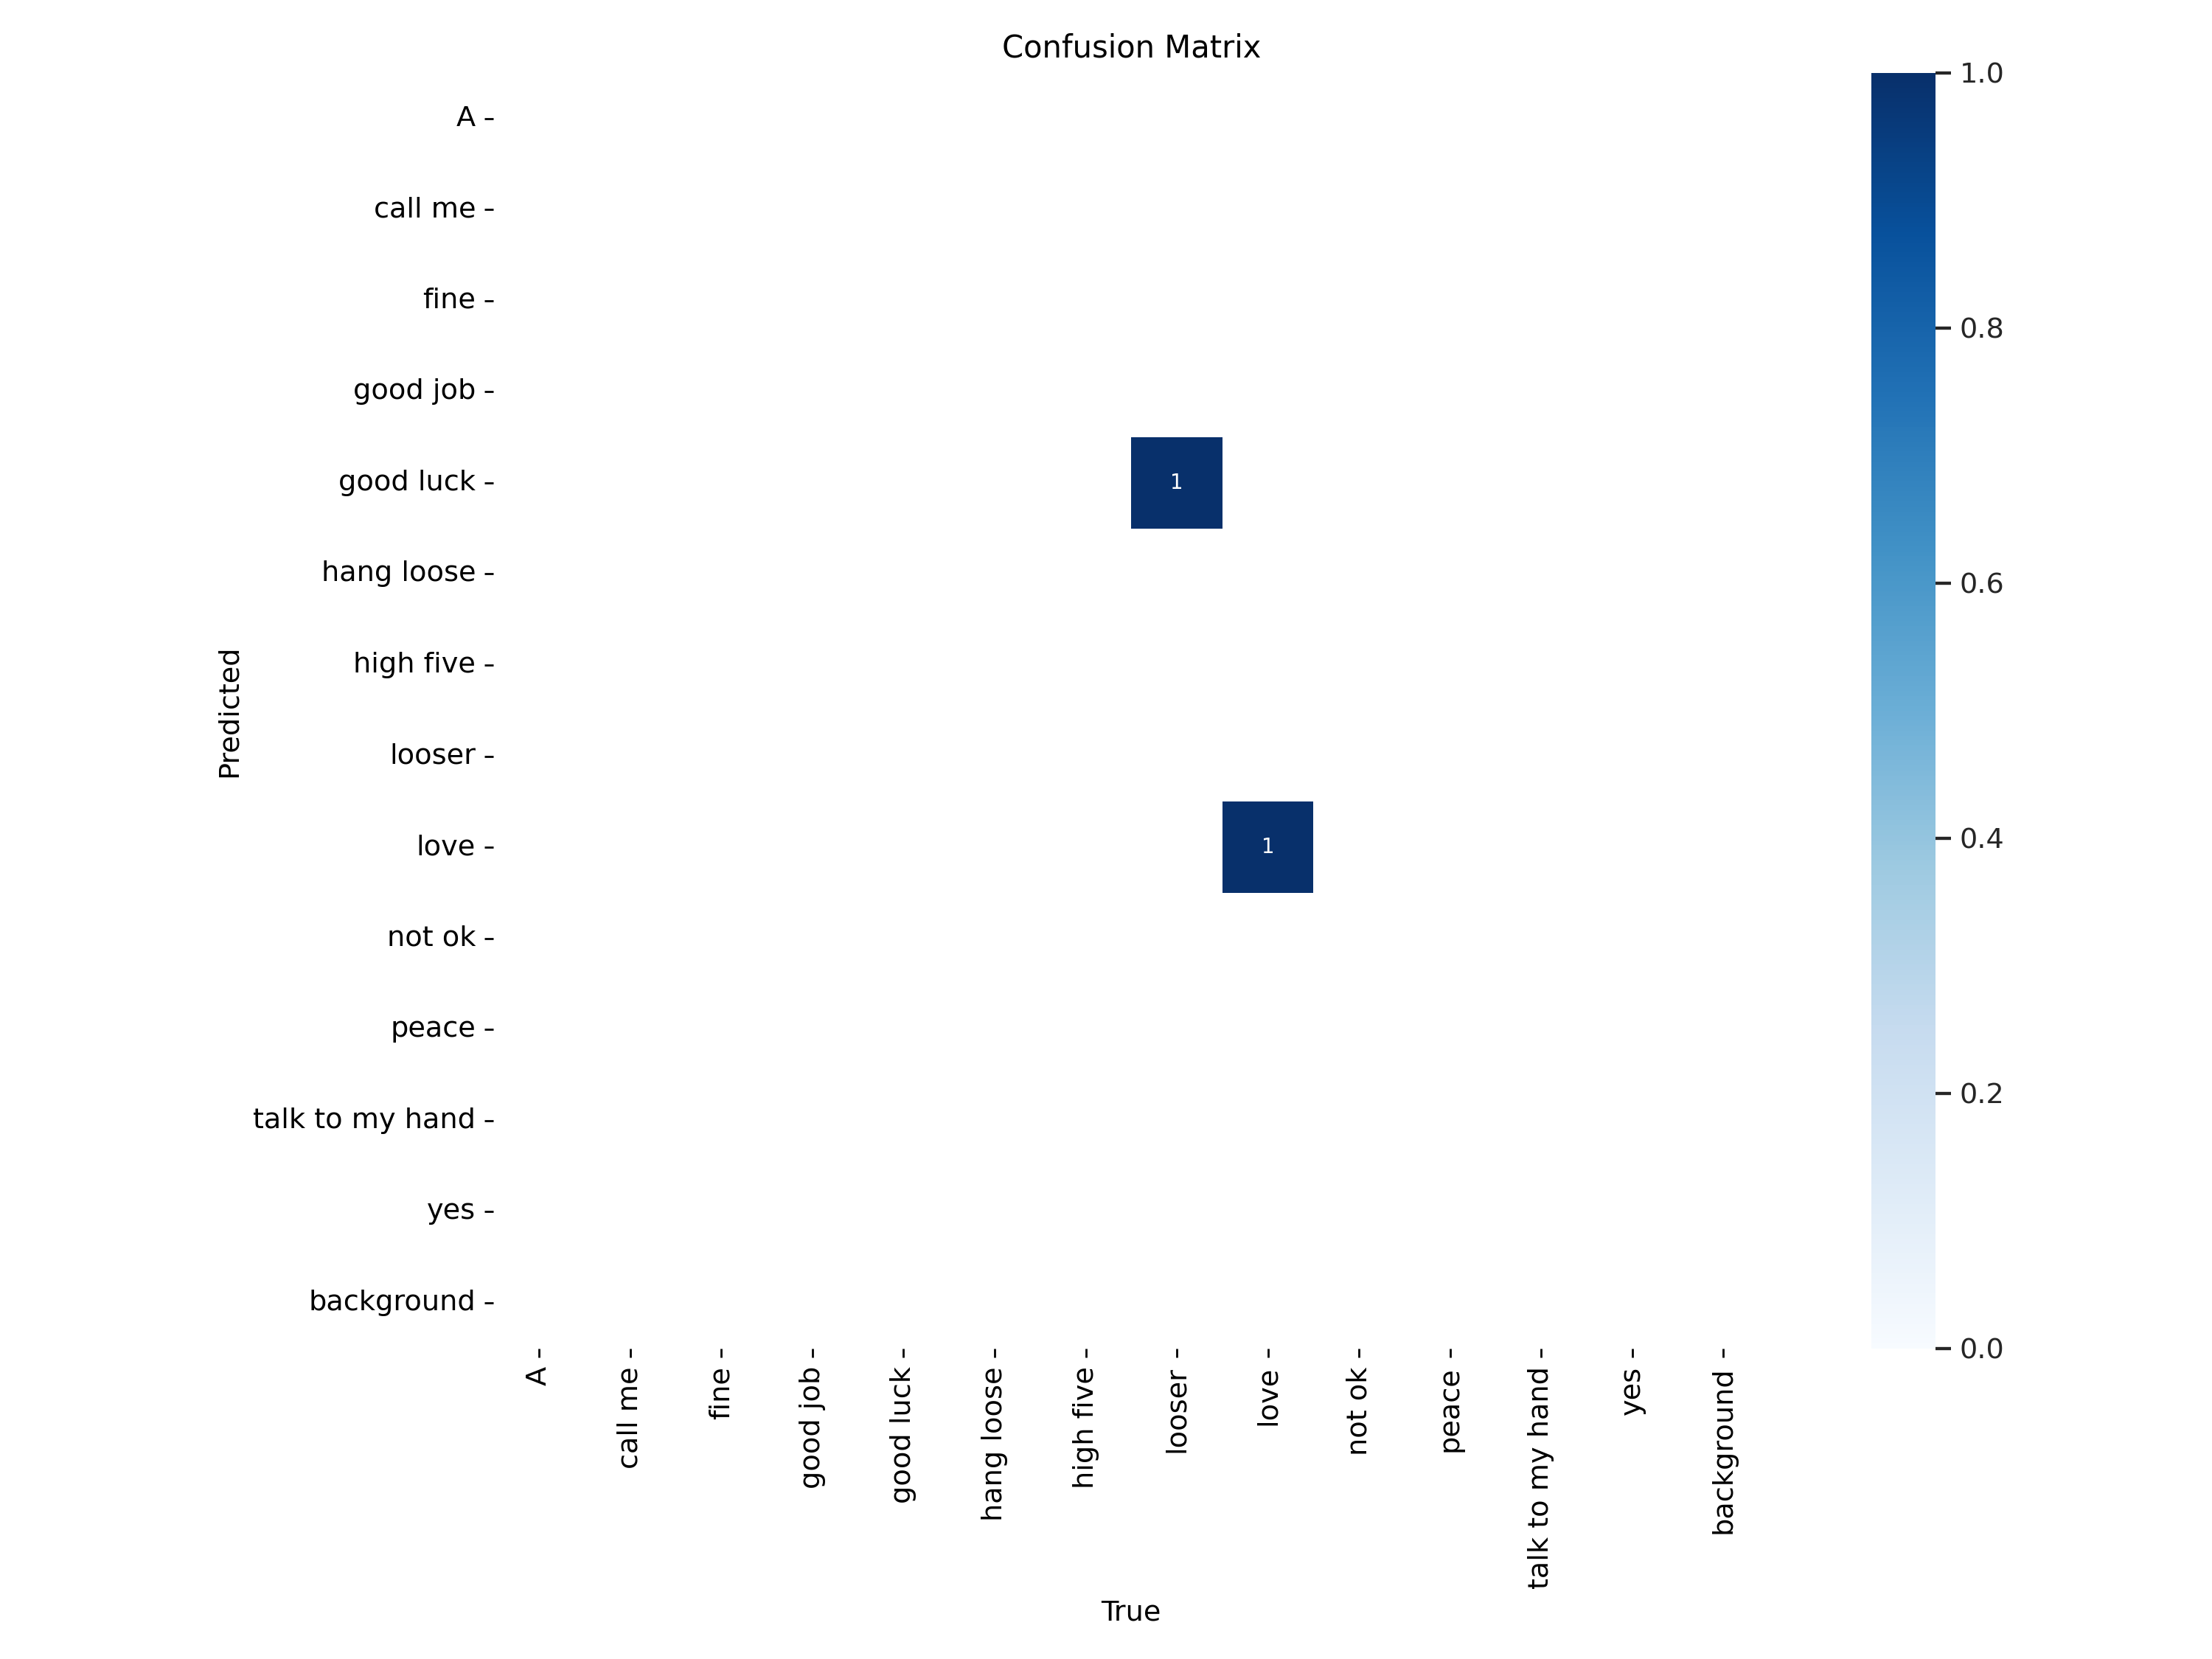 Confusion Matrix
A
call me
fine
good job
good luck
hang loose
high five
looser
love
not ok
peace
talk to my hand
yes
background
Predicted
1
1
A
call me
fine
good job
good luck
hang loose
high five
looser
love
not ok
peace
talk to my hand
yes
background
True
1.0
0.8
0.6
0.4
0.2
0.0